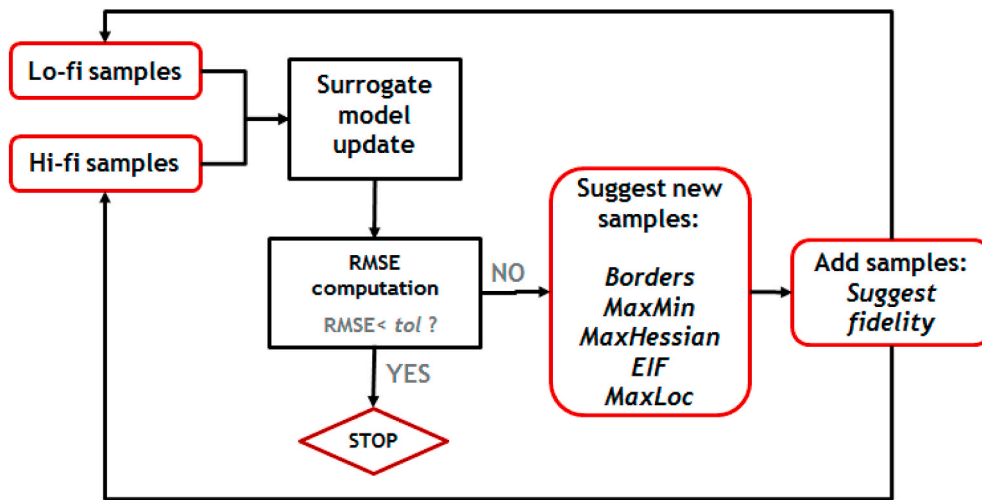 Lo-fi samples
Hi-fi samples
Surrogate
model
update
RMSE
computation
RMSE< tol ?
NO
YES
STOP
Suggest new
samples:
Borders
MaxMin
MaxHessian
EIF
MaxLoc
Add samples:
Suggest
fidelity